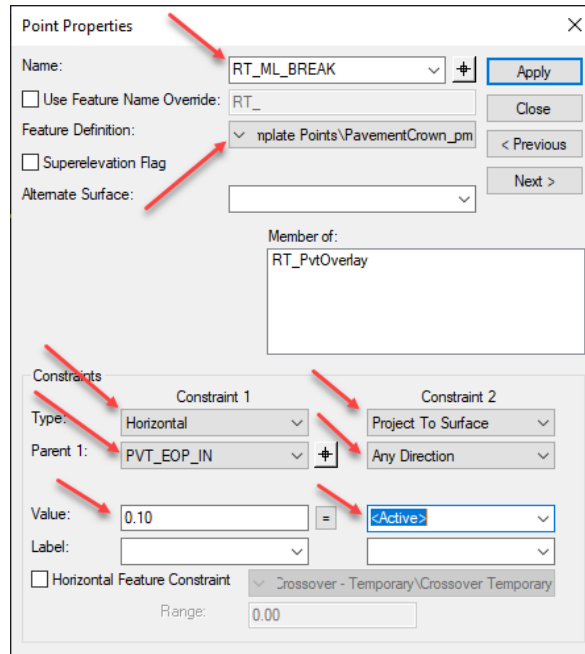 Point Properties
Name: RT_ML_BREAK Apply
Use Feature Name Override: RT_ Close
Feature Definition: nplate Points\PavementCrown_pm < Previous
Superelevation Flag Next >
Alternate Surface:
Member of:
RT_PvtOverlay
Constraints
Constraint 1 Constraint 2
Type: Horizontal Project To Surface
Parent 1: PVT_EOP_IN Any Direction
Value: 0.10 = <Active>
Label:
Horizontal Feature Constraint Crossover - Temporary\Crossover Temporary
Range: 0.00